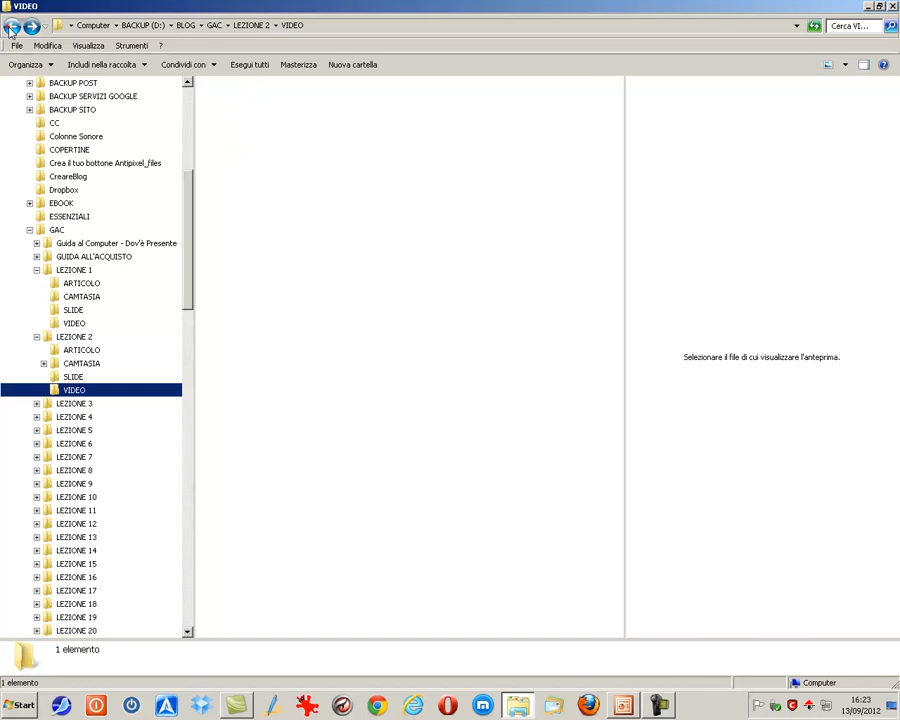 VIDEO
Computer BACKUP (D:) BLOG GAC LEZIONE 2 VIDEO Cerca VI...
File Modifica Visualizza Strumenti ?
Organizza Includi nella raccolta Condividi con Esegui tutti Masterizza Nuova cartella
BACKUP POST
BACKUP SERVIZI GOOGLE
BACKUP SITO
CC
Colonne Sonore
COPERTINE
Crea il tuo bottone Antipixel_files
CreareBlog
Dropbox
EBOOK
ESSENZIALI
GAC
Guida al Computer - Dov'è Presente
GUIDA ALL'ACQUISTO
LEZIONE 1
ARTICOLO
CAMTASIA
SLIDE
VIDEO
LEZIONE 2
ARTICOLO
CAMTASIA
SLIDE
VIDEO
LEZIONE 3
LEZIONE 4
LEZIONE 5
LEZIONE 6
LEZIONE 7
LEZIONE 8
LEZIONE 9
LEZIONE 10
LEZIONE 11
LEZIONE 12
LEZIONE 13
LEZIONE 14
LEZIONE 15
LEZIONE 16
LEZIONE 17
LEZIONE 18
LEZIONE 19
LEZIONE 20
Selezionare il file di cui visualizzare l'anteprima.
1 elemento
1 elemento
Computer
Start
16:23
13/09/2012